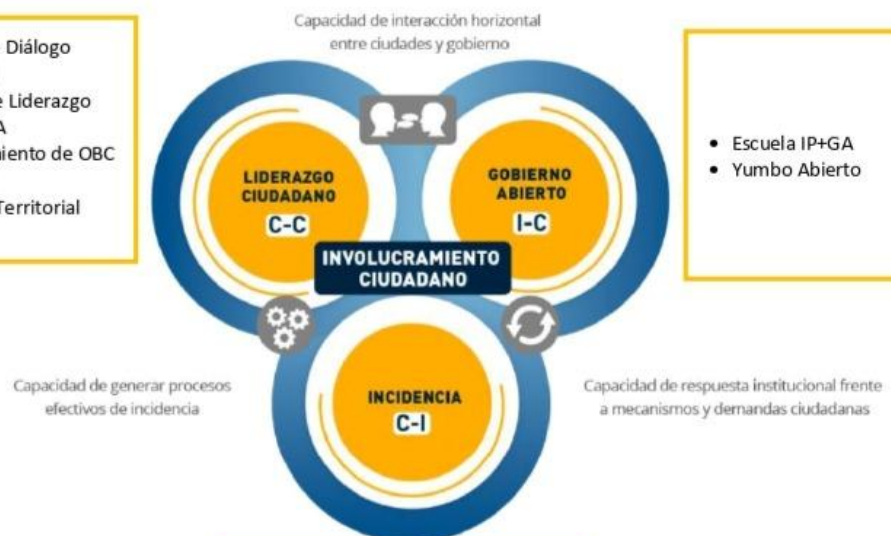 Capacidad de interacción horizontal
entre ciudades y gobierno
Diálogo
Liderazgo
A
miento de OBC
Territorial
LIDERAZGO
CIUDADANO
C-C
GOBIERNO
ABIERTO
I-C
• Escuela IP+GA
• Yumbo Abierto
INVOLUCRAMIENTO
CIUDADANO
Capacidad de generar procesos
efectivos de incidencia
INCIDENCIA
C-I
Capacidad de respuesta institucional frente
a mecanismos y demandas ciudadanas